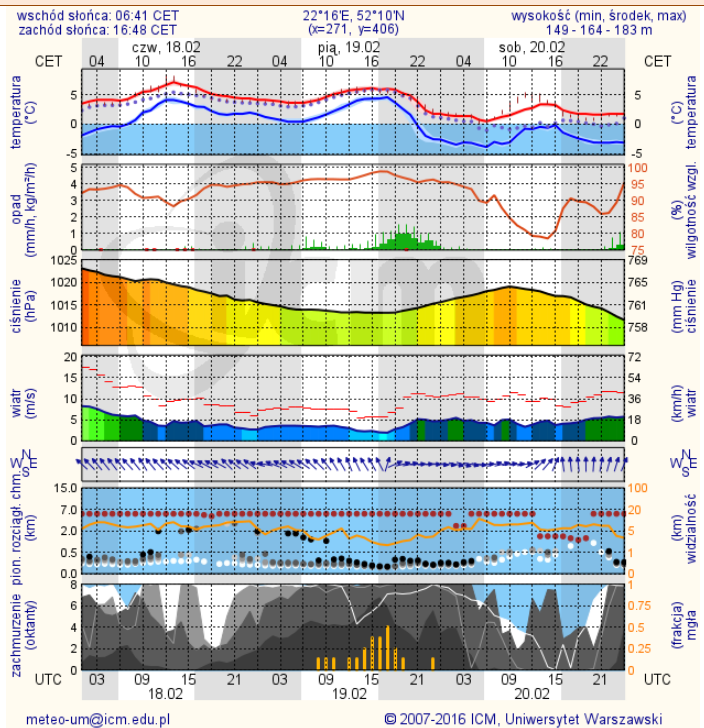 wschód słońca: 06:41 CET 22°16'E, 52°10'N wysokość (min, środek, max)
zachód słońca: 16:48 CET (x=271, y=406) 149 - 164 - 183 m
czw, 18.02 pią, 19.02 sob, 20.02
CET 04 10 16 22 04 10 16 22 04 10 16 22 CET
temperatura (°C) 5 0 -5
5 0 -5 temperatura (°C)
opad (mm/h, kg/m²/h) 5 4 3 2 1 0
100 95 90 85 80 75 (%) wilgotność wzgl.
ciśnienie (hPa) 1025 1020 1015 1010
769 765 761 758 (mm Hg) ciśnienie
wiatr (m/s) 20 15 10 5 0
72 54 36 18 0 (km/h) wiatr
N W E S
N W E S
pion. rozciągł. chm. (km) 15.0 7.0 2.0 0.5 0.0
100 20 5 1 0 (km) widzialność
zachmurzenie (oktanty) 8 6 4 2 0
1 0.75 0.5 0.25 0 (frakcja) mgła
UTC 03 09 15 21 03 09 15 21 03 09 15 21 UTC
18.02 19.02 20.02
meteo-um@icm.edu.pl © 2007-2016 ICM, Uniwersytet Warszawski
icm